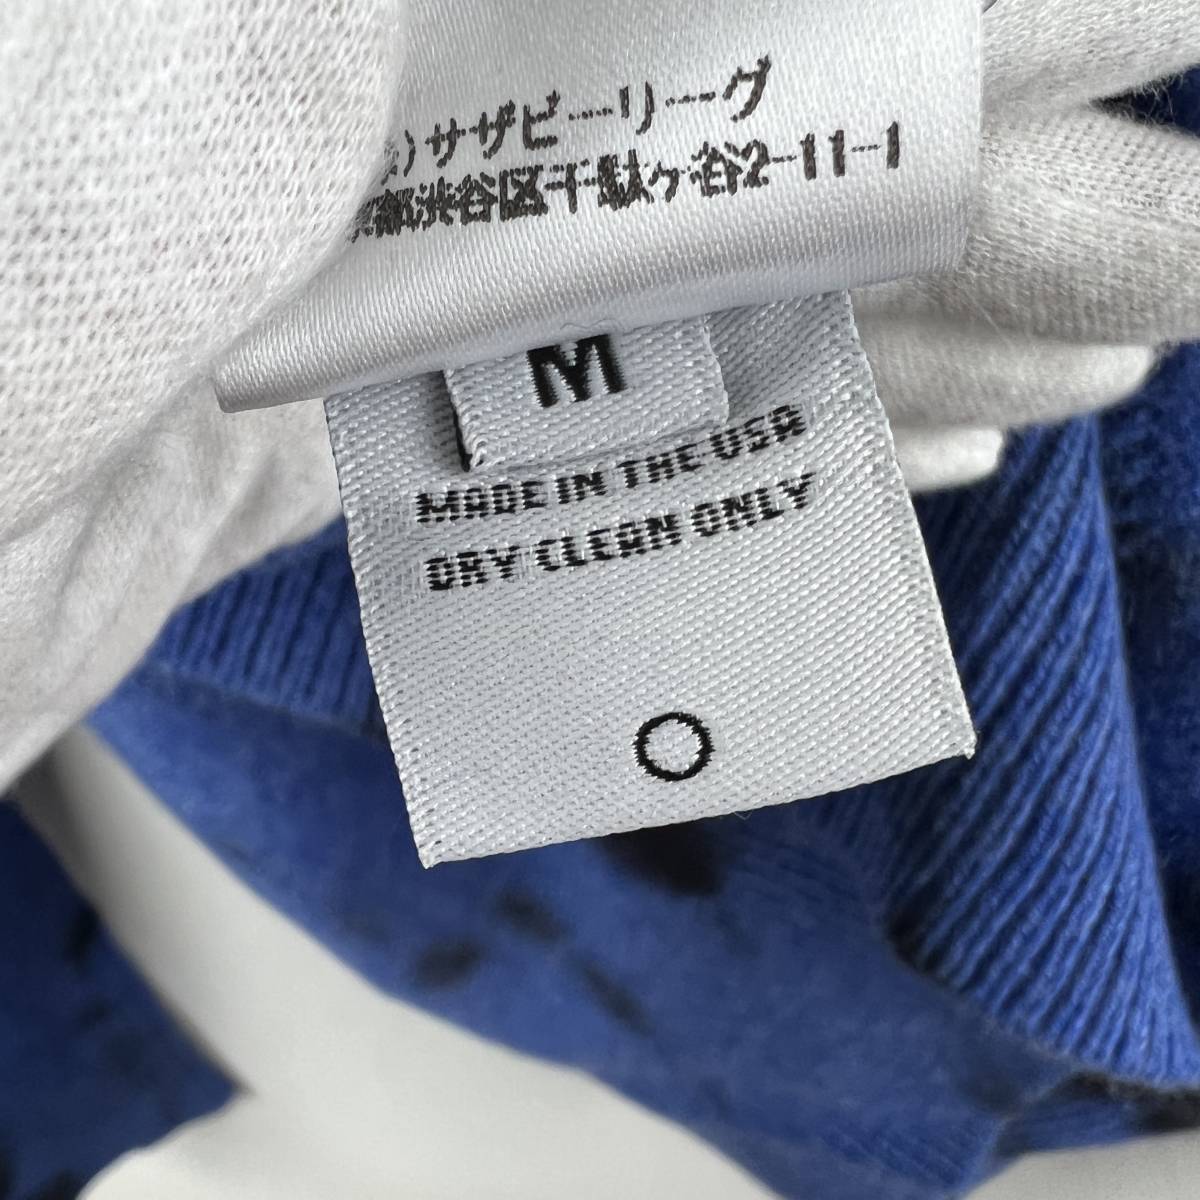 )サザビーリーグ
都渋谷区千駄ヶ谷2-11-1
M
MADE IN THE USA
DRY CLEAN ONLY